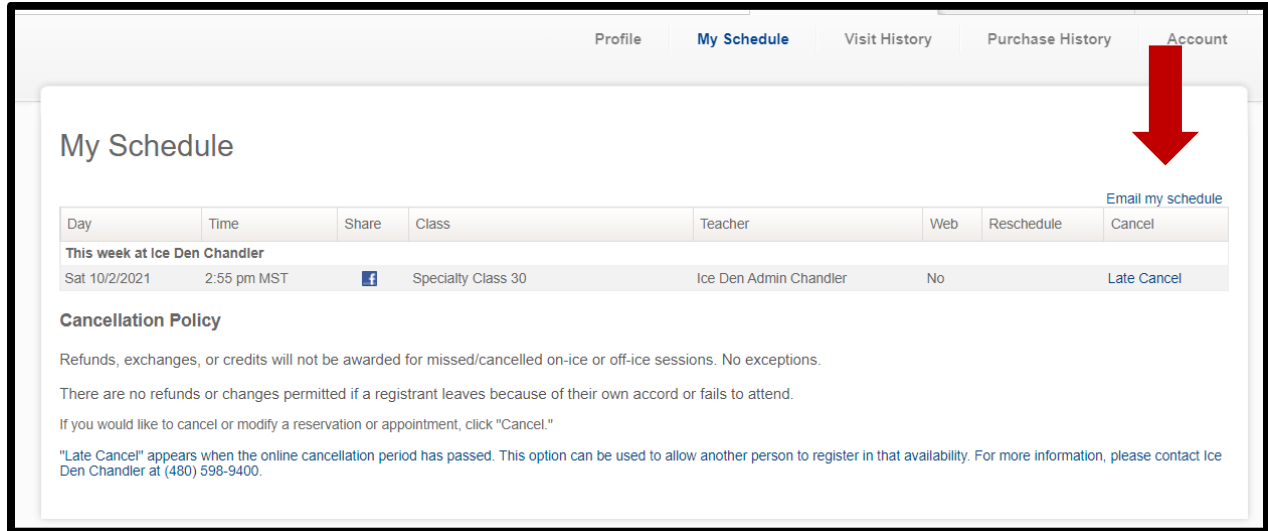 Profile My Schedule Visit History Purchase History Account
My Schedule
Email my schedule
Day Time Share Class Teacher Web Reschedule Cancel
This week at Ice Den Chandler
Sat 10/2/2021 2:55 pm MST f Specialty Class 30 Ice Den Admin Chandler No Late Cancel
Cancellation Policy
Refunds, exchanges, or credits will not be awarded for missed/cancelled on-ice or off-ice sessions. No exceptions.
There are no refunds or changes permitted if a registrant leaves because of their own accord or fails to attend.
If you would like to cancel or modify a reservation or appointment, click "Cancel."
"Late Cancel" appears when the online cancellation period has passed. This option can be used to allow another person to register in that availability. For more information, please contact Ice
Den Chandler at (480) 598-9400.